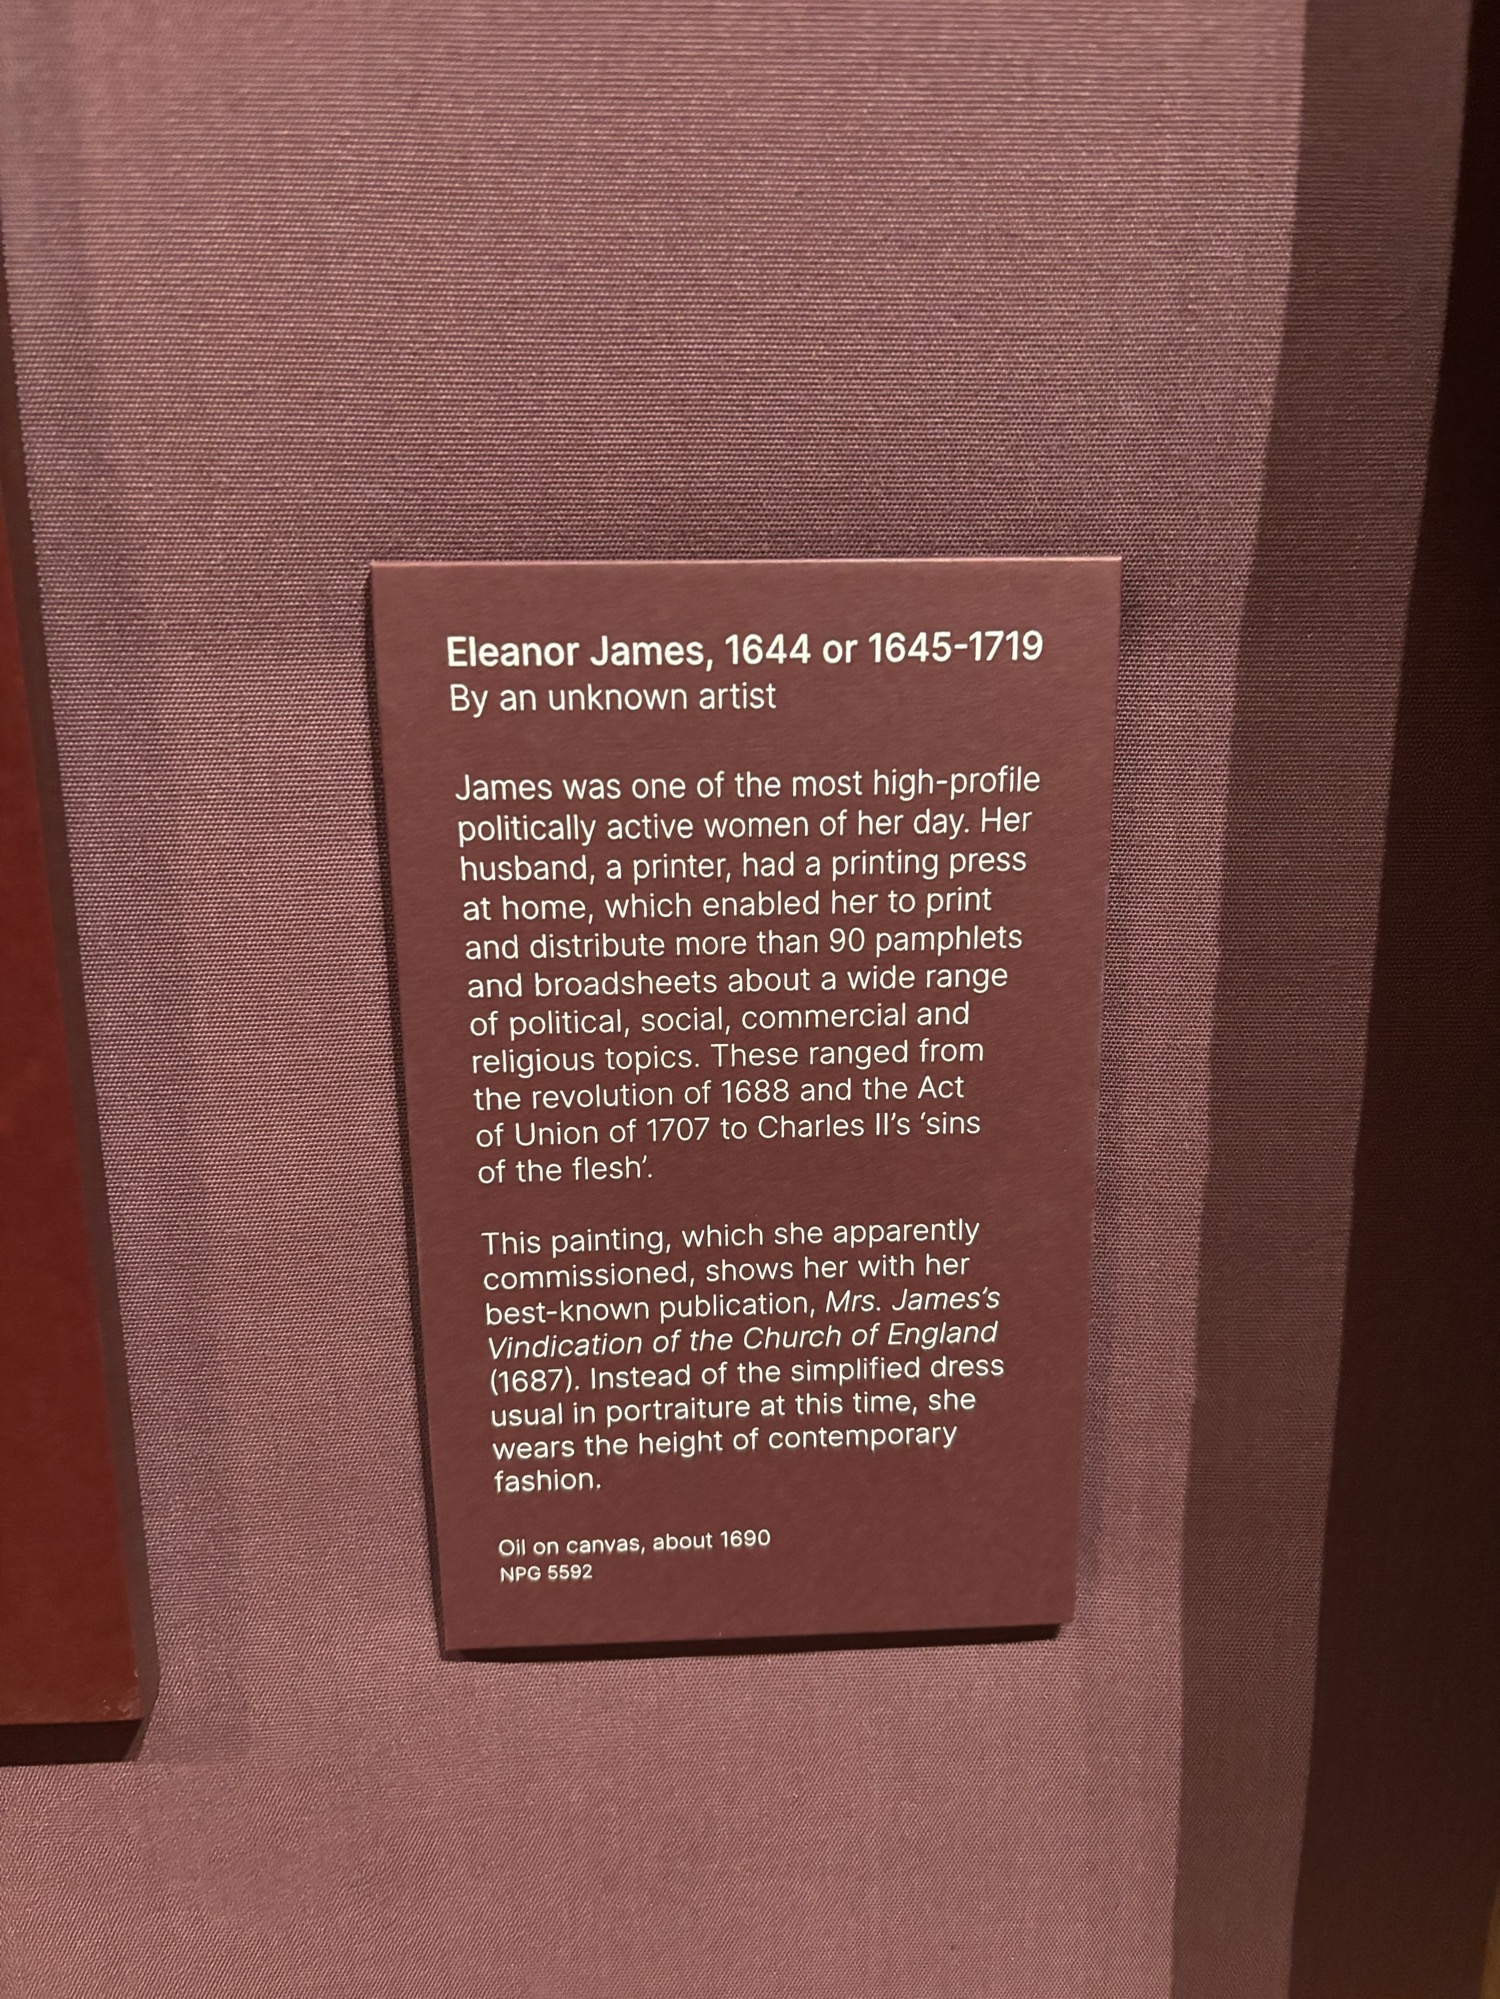 Eleanor James, 1644 or 1645-1719
By an unknown artist
James was one of the most high-profile
politically active women of her day. Her
husband, a printer, had a printing press
at home, which enabled her to print
and distribute more than 90 pamphlets
and broadsheets about a wide range
of political, social, commercial and
religious topics. These ranged from
the revolution of 1688 and the Act
of Union of 1707 to Charles II’s ‘sins
of the flesh’.
This painting, which she apparently
commissioned, shows her with her
best-known publication, Mrs. James’s
Vindication of the Church of England
(1687). Instead of the simplified dress
usual in portraiture at this time, she
wears the height of contemporary
fashion.
Oil on canvas, about 1690
NPG 5592